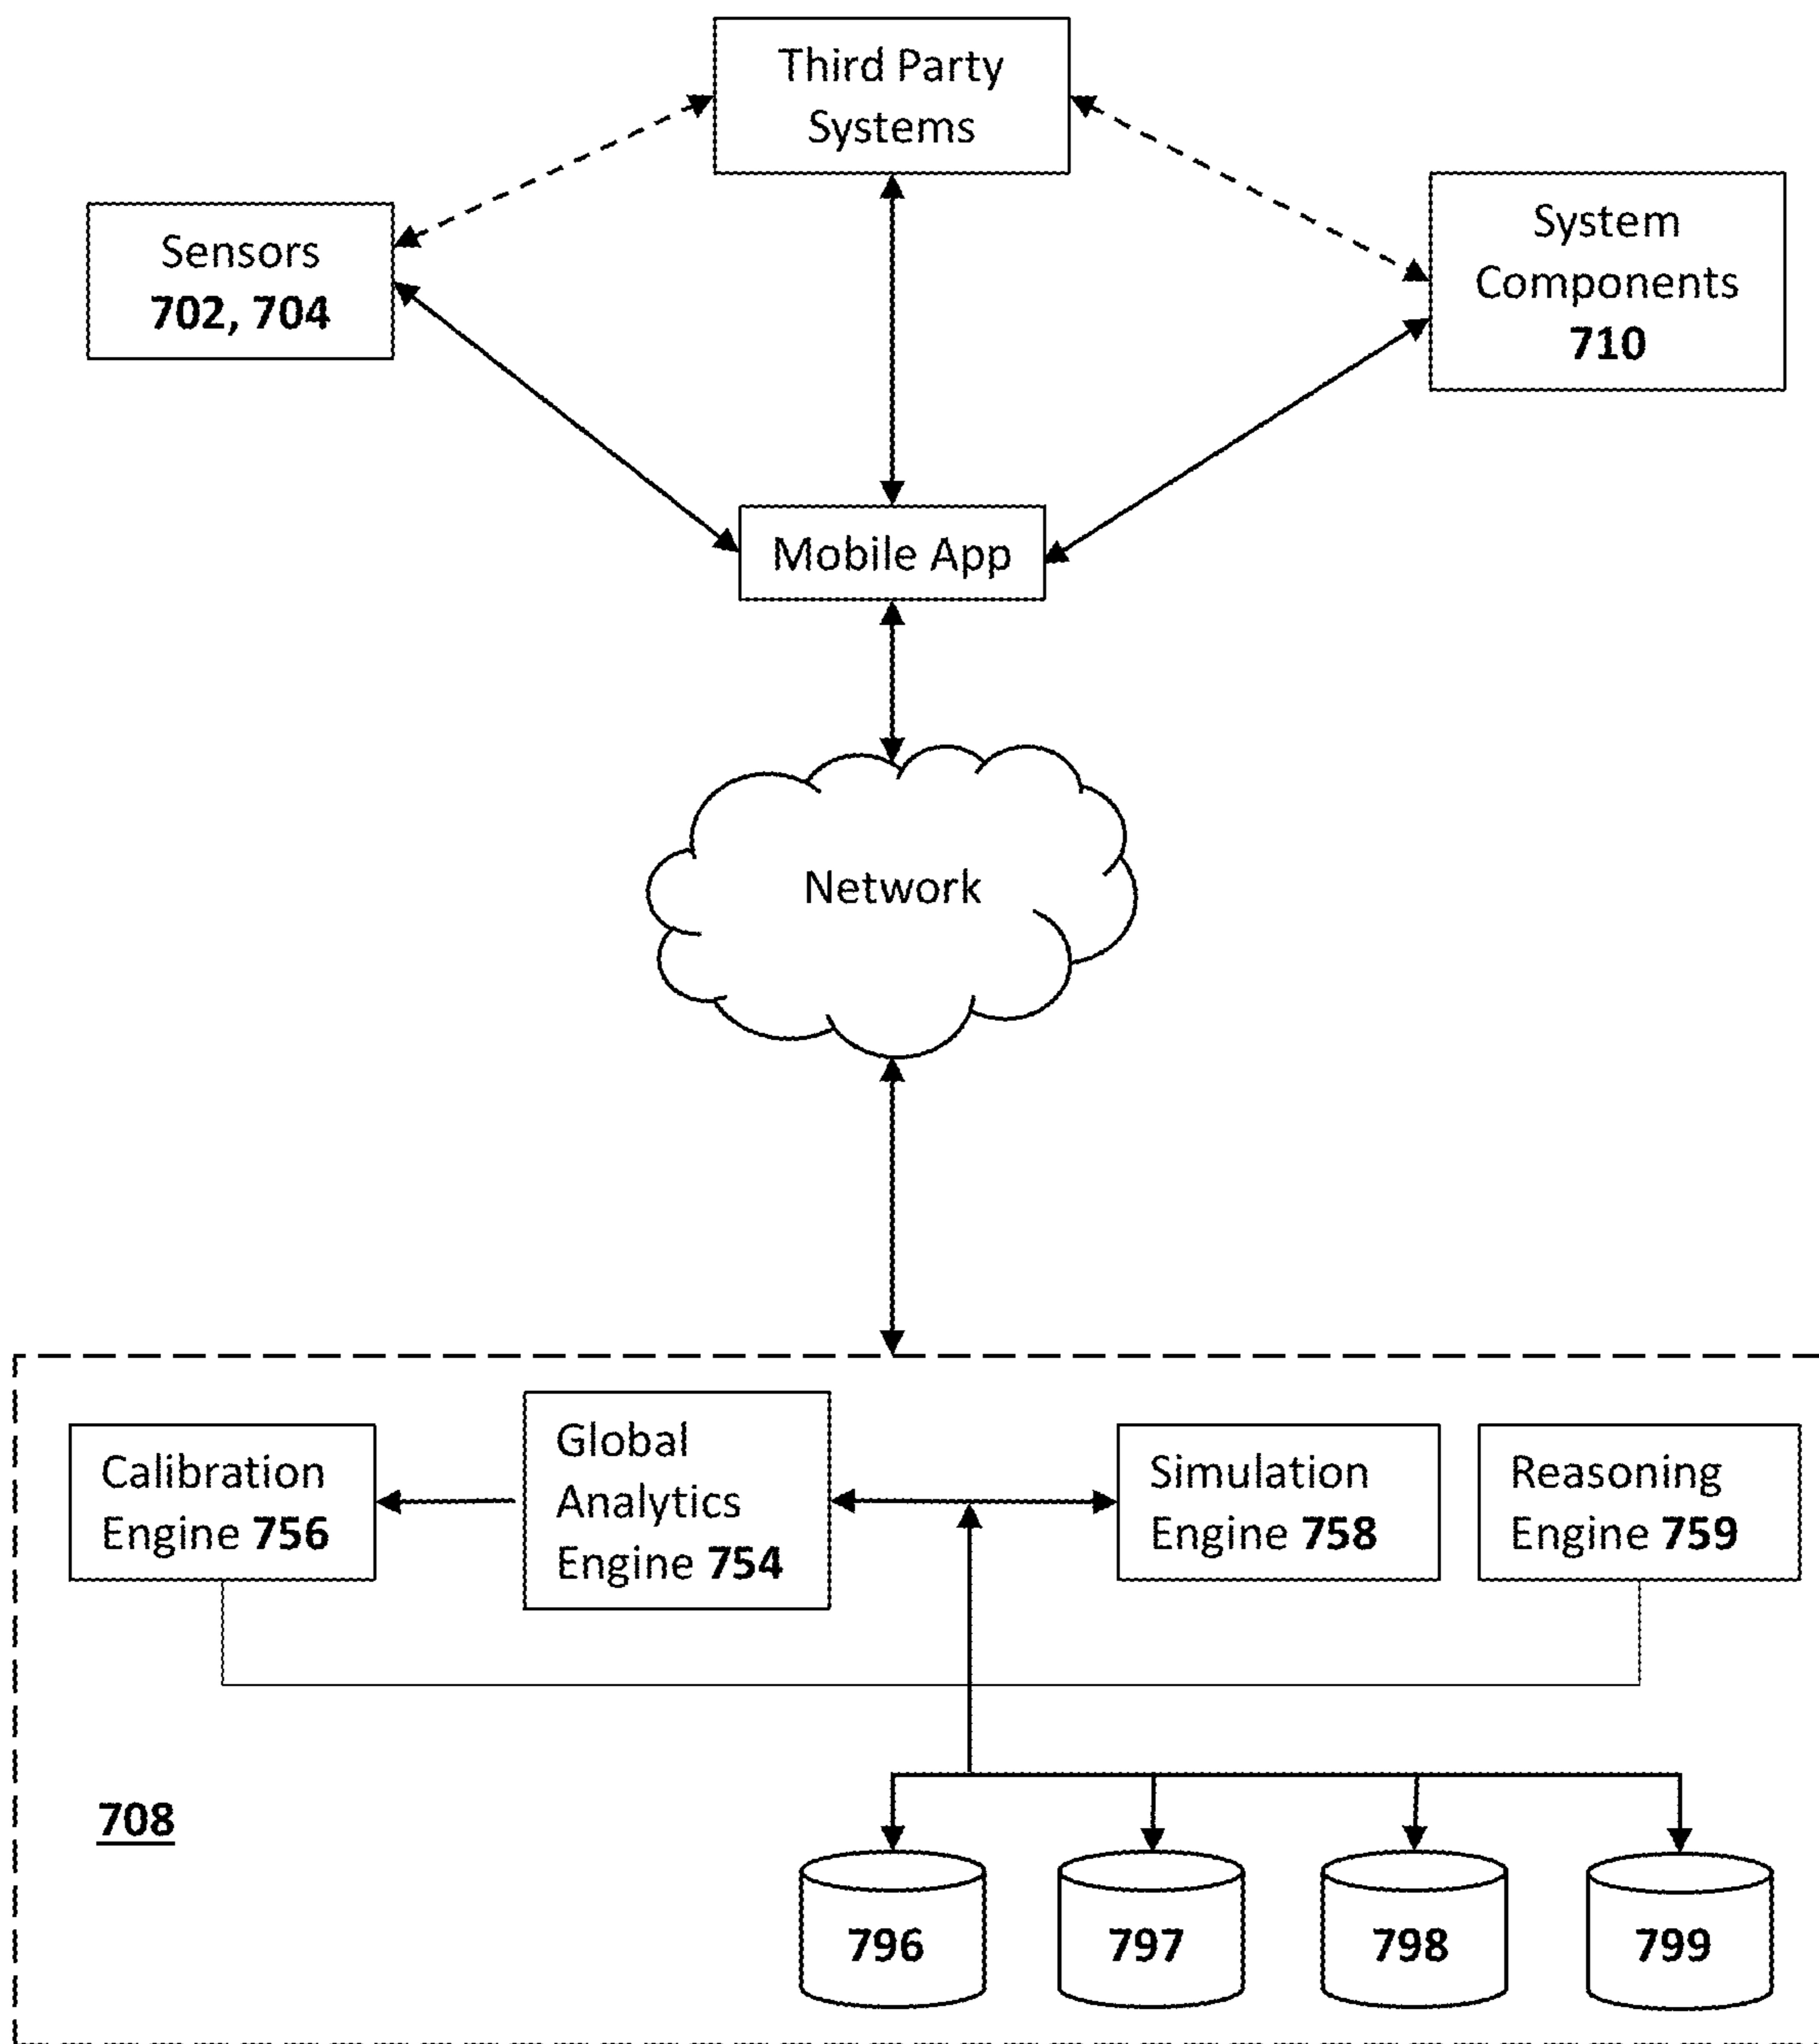 Third Party
Systems
Sensors
702, 704
System
Components
710
Mobile App
Network
Calibration
Engine 756
Global
Analytics
Engine 754
Simulation
Engine 758
Reasoning
Engine 759
708
796
797
798
799